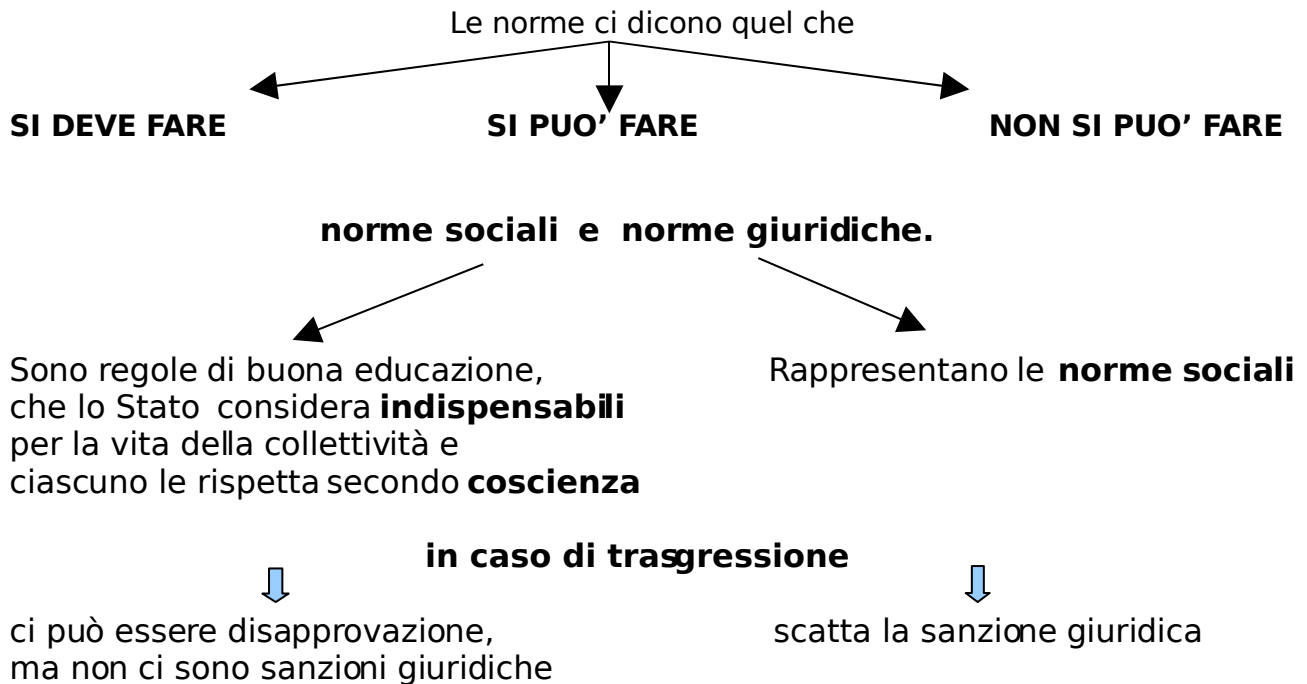 Le norme ci dicono quel che
SI DEVE FARE
SI PUO’ FARE
NON SI PUO’ FARE
norme sociali e norme giuridiche.
Sono regole di buona educazione,
che lo Stato considera indispensabili
per la vita della collettività e
ciascuno le rispetta secondo coscienza
Rappresentano le norme sociali
in caso di trasgressione
ci può essere disapprovazione,
ma non ci sono sanzioni giuridiche
scatta la sanzione giuridica